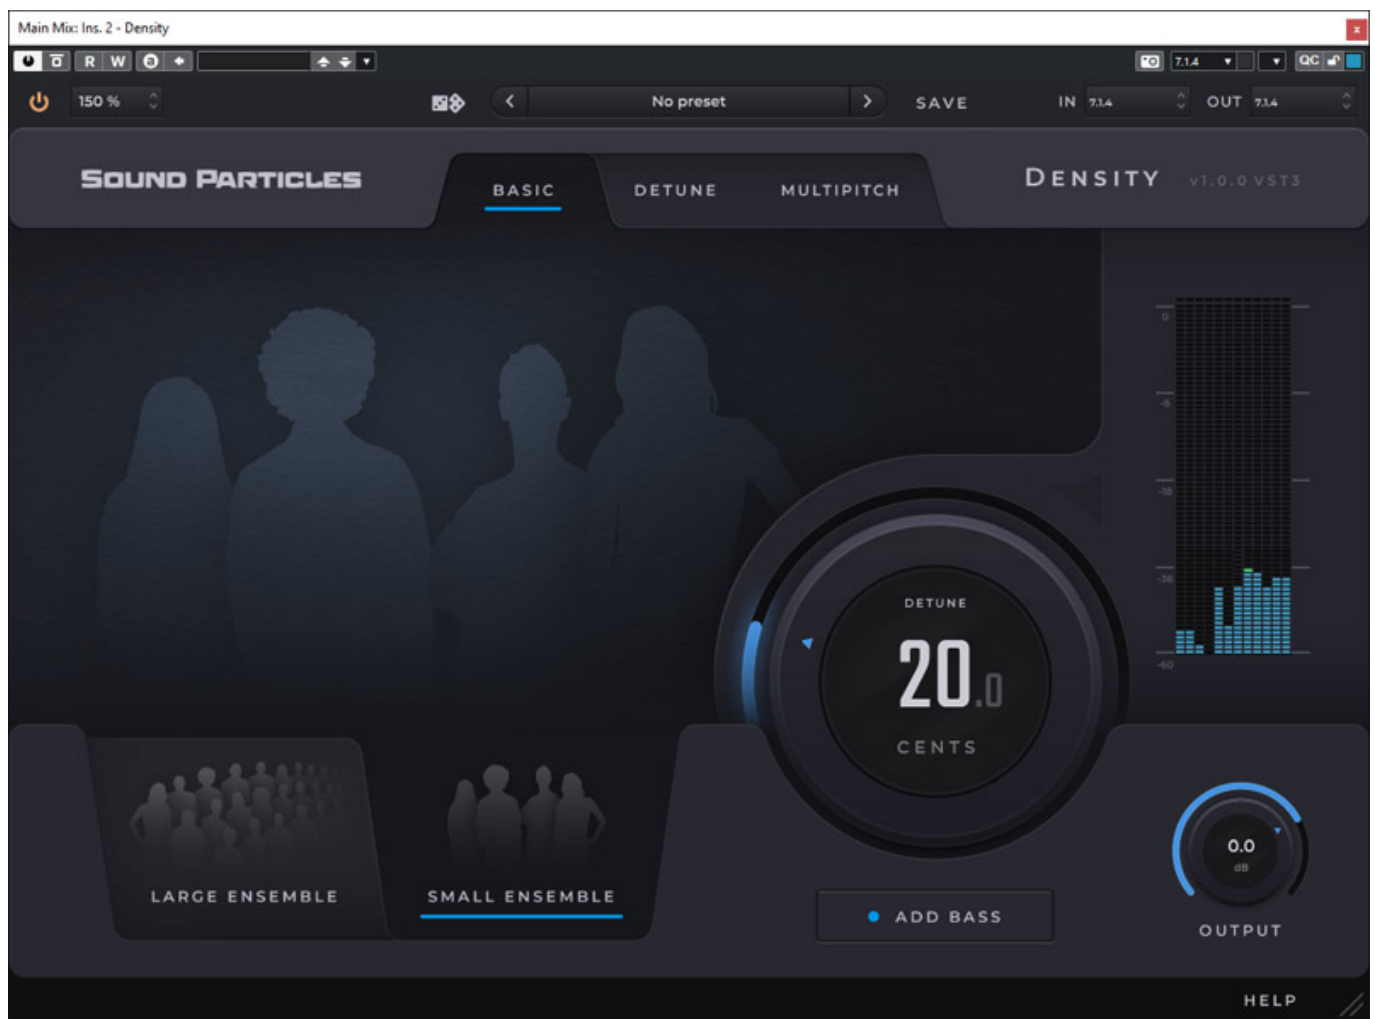 Main Mix: Ins. 2 - Density
x
R W a 7.1.4 QC
150 % No preset SAVE IN 7.1.4 OUT 7.1.4
SOUND PARTICLES BASIC DETUNE MULTIPITCH DENSITY v1.0.0 VST3
0
-6
-18
-36
-60
DETUNE
20.0
CENTS
0.0
dB
LARGE ENSEMBLE SMALL ENSEMBLE
ADD BASS
OUTPUT
HELP